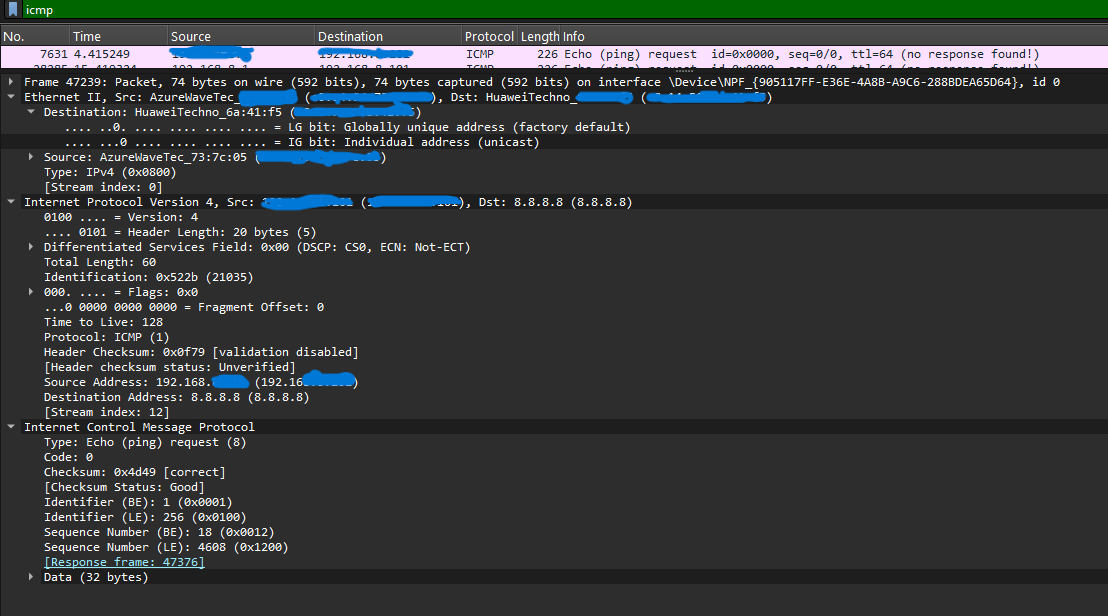 icmp
No. Time Source Destination Protocol Length Info
7631 4.415249 ICMP 226 Echo (ping) request id=0x0000, seq=0/0, ttl=64 (no response found!)
Frame 47239: Packet, 74 bytes on wire (592 bits), 74 bytes captured (592 bits) on interface \Device\NPF_{905117FF-E36E-4A8B-A9C6-288BDEA65D64}, id 0
Ethernet II, Src: AzureWaveTec_ ( ), Dst: HuaweiTechno_ ( )
Destination: HuaweiTechno_6a:41:f5 ( )
.... ..0. .... .... .... .... = LG bit: Globally unique address (factory default)
.... ...0 .... .... .... .... = IG bit: Individual address (unicast)
Source: AzureWaveTec_73:7c:05 ( )
Type: IPv4 (0x0800)
[Stream index: 0]
Internet Protocol Version 4, Src: ( ), Dst: 8.8.8.8 (8.8.8.8)
0100 .... = Version: 4
.... 0101 = Header Length: 20 bytes (5)
Differentiated Services Field: 0x00 (DSCP: CS0, ECN: Not-ECT)
Total Length: 60
Identification: 0x522b (21035)
000. .... = Flags: 0x0
...0 0000 0000 0000 = Fragment Offset: 0
Time to Live: 128
Protocol: ICMP (1)
Header Checksum: 0x0f79 [validation disabled]
[Header checksum status: Unverified]
Source Address: 192.168. (192.16 )
Destination Address: 8.8.8.8 (8.8.8.8)
[Stream index: 12]
Internet Control Message Protocol
Type: Echo (ping) request (8)
Code: 0
Checksum: 0x4d49 [correct]
[Checksum Status: Good]
Identifier (BE): 1 (0x0001)
Identifier (LE): 256 (0x0100)
Sequence Number (BE): 18 (0x0012)
Sequence Number (LE): 4608 (0x1200)
[Response frame: 47376]
Data (32 bytes)